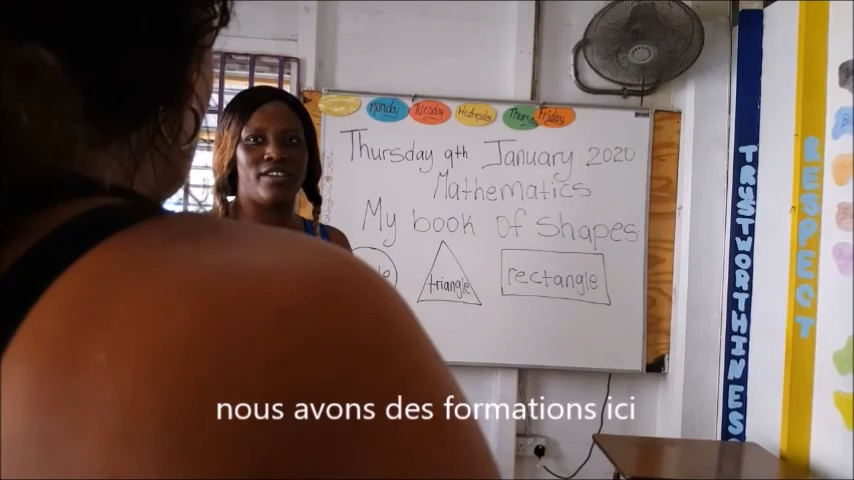 monday
Tuesday
Wednesday
Thursday
Friday
Thursday 9th January 2020
Mathematics
My book of Shapes
triangle
rectangle
TRUSTWORTHINESS
RESPECT
nous avons des formations ici